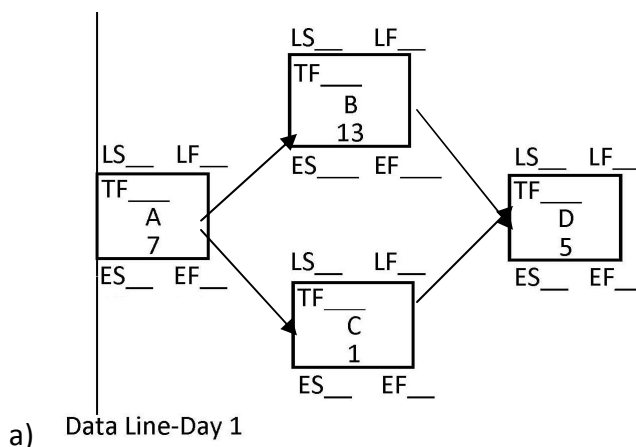 LS__ LF__
TF___
B
13
ES___ EF___
LS__ LF__
TF___
A
7
ES__ EF__
LS__ LF__
TF___
C
1
ES__ EF__
LS__ LF__
TF___
D
5
ES__ EF__
a) Data Line-Day 1